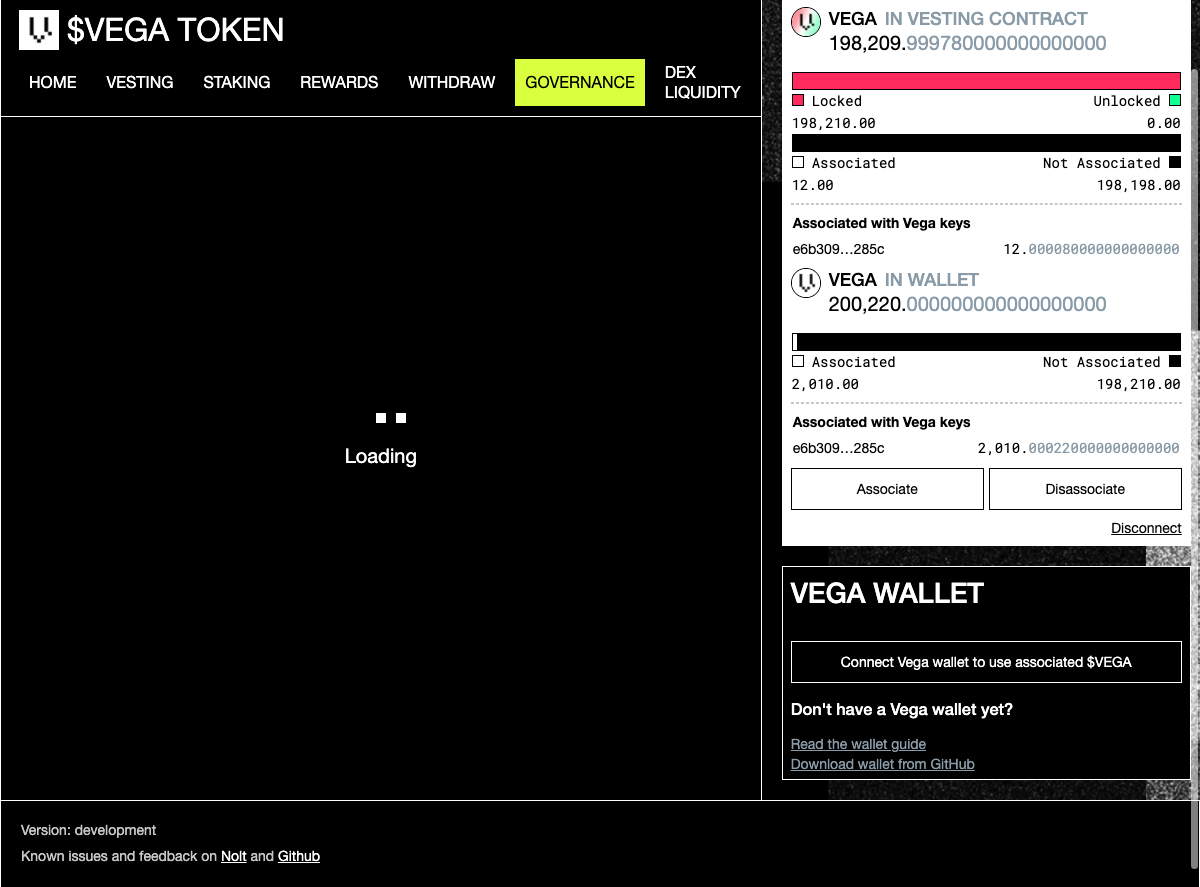 $VEGA TOKEN
HOME VESTING STAKING REWARDS WITHDRAW GOVERNANCE DEX LIQUIDITY
Loading
VEGA IN VESTING CONTRACT
198,209.999780000000000000
Locked Unlocked
198,210.00 0.00
Associated Not Associated
12.00 198,198.00
Associated with Vega keys
e6b309…285c 12.000080000000000000
VEGA IN WALLET
200,220.000000000000000000
Associated Not Associated
2,010.00 198,210.00
Associated with Vega keys
e6b309…285c 2,010.000220000000000000
Associate Disassociate
Disconnect
VEGA WALLET
Connect Vega wallet to use associated $VEGA
Don't have a Vega wallet yet?
Read the wallet guide
Download wallet from GitHub
Version: development
Known issues and feedback on Nolt and Github